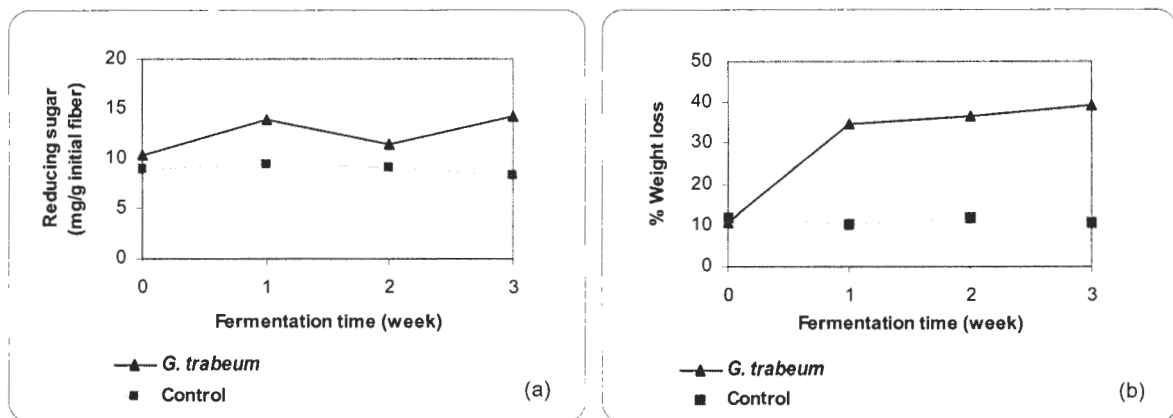 20
15
10
5
0
Reducing sugar
(mg/g initial fiber)
0 1 2 3
Fermentation time (week)
G. trabeum
Control
(a)
50
40
30
20
10
0
% Weight loss
0 1 2 3
Fermentation time (week)
G. trabeum
Control
(b)